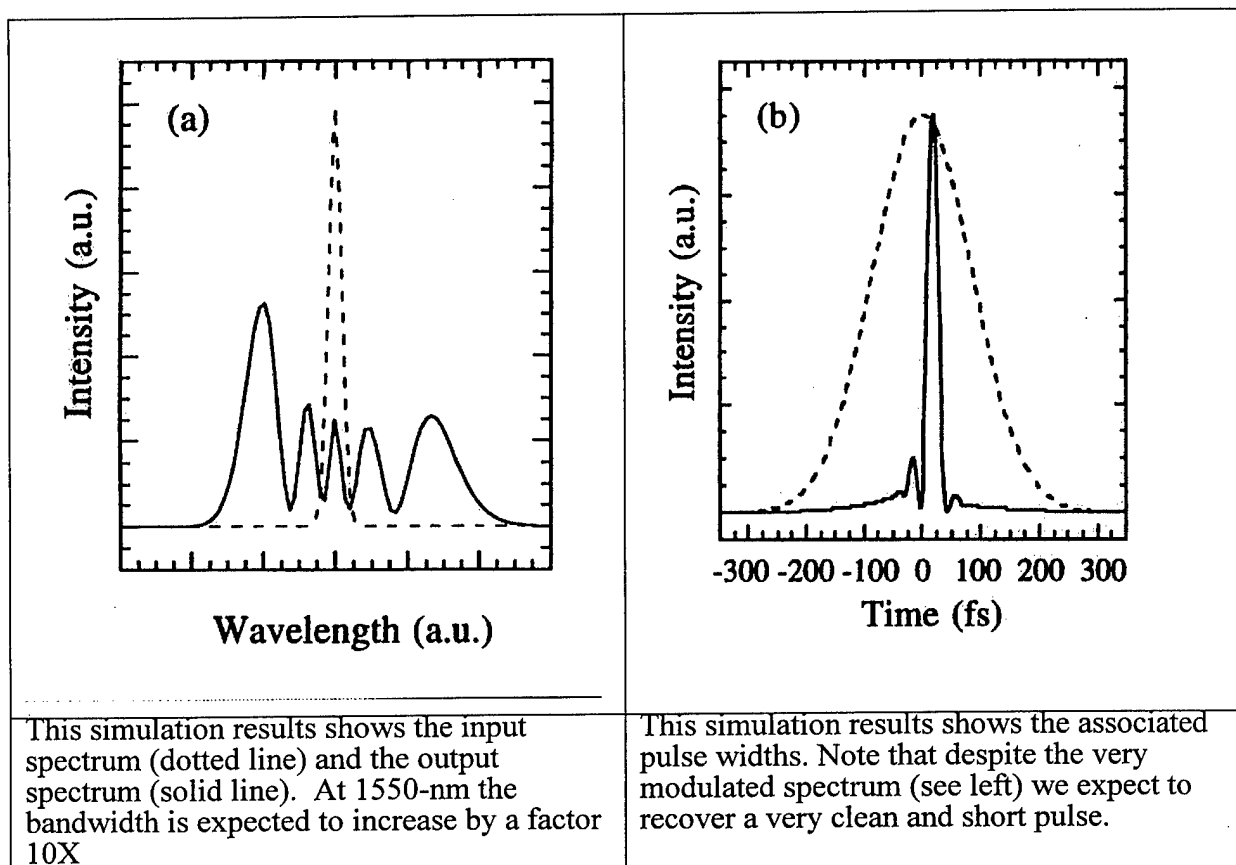 (a)
Intensity (a.u.)
Wavelength (a.u.)
(b)
Intensity (a.u.)
-300 -200 -100 0 100 200 300
Time (fs)
This simulation results shows the input
spectrum (dotted line) and the output
spectrum (solid line). At 1550-nm the
bandwidth is expected to increase by a factor
10X
This simulation results shows the associated
pulse widths. Note that despite the very
modulated spectrum (see left) we expect to
recover a very clean and short pulse.